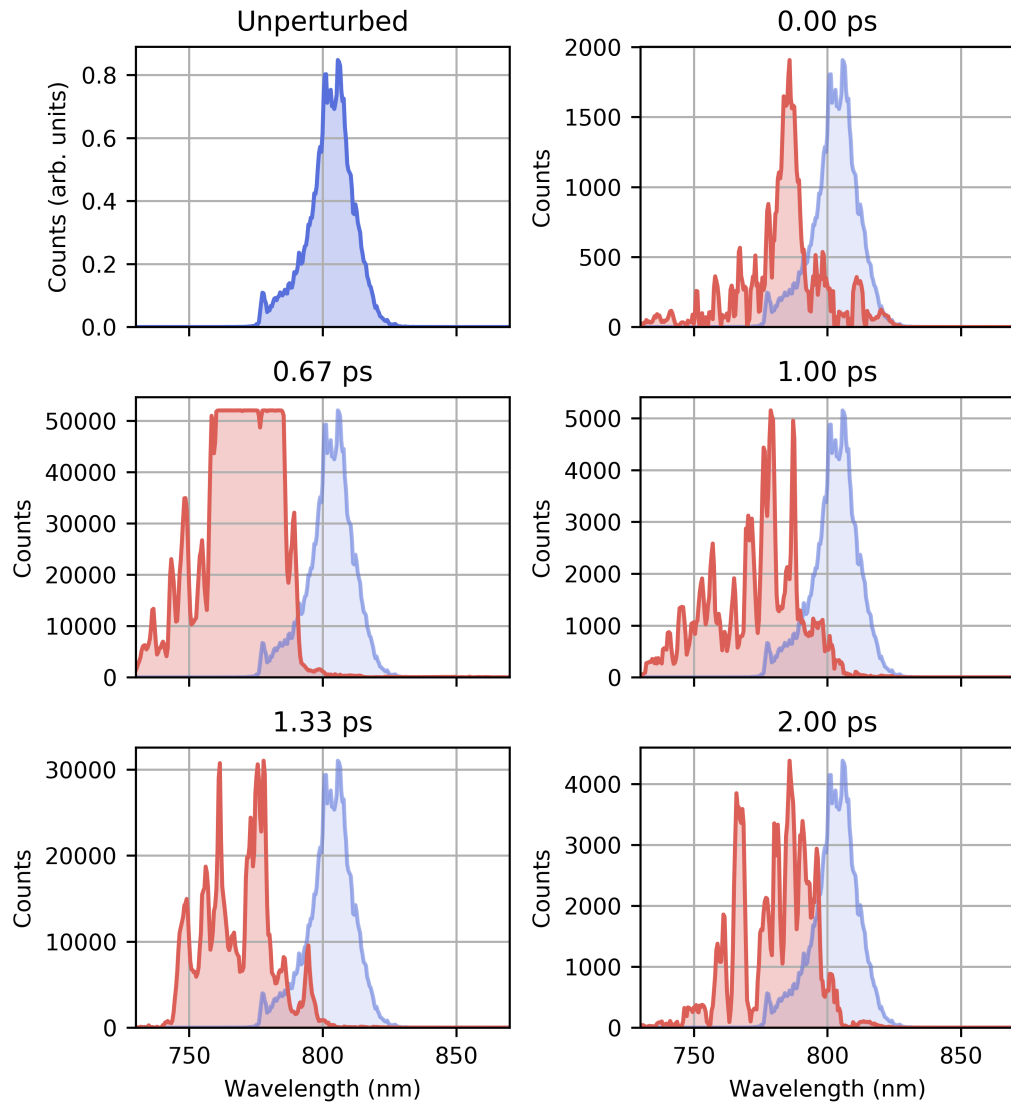 Unperturbed
Counts (arb. units)
0.8
0.6
0.4
0.2
0.0
0.00 ps
Counts
2000
1500
1000
500
0
0.67 ps
Counts
50000
40000
30000
20000
10000
0
1.00 ps
Counts
5000
4000
3000
2000
1000
0
1.33 ps
Counts
30000
20000
10000
0
750 800 850
Wavelength (nm)
2.00 ps
Counts
4000
3000
2000
1000
0
750 800 850
Wavelength (nm)